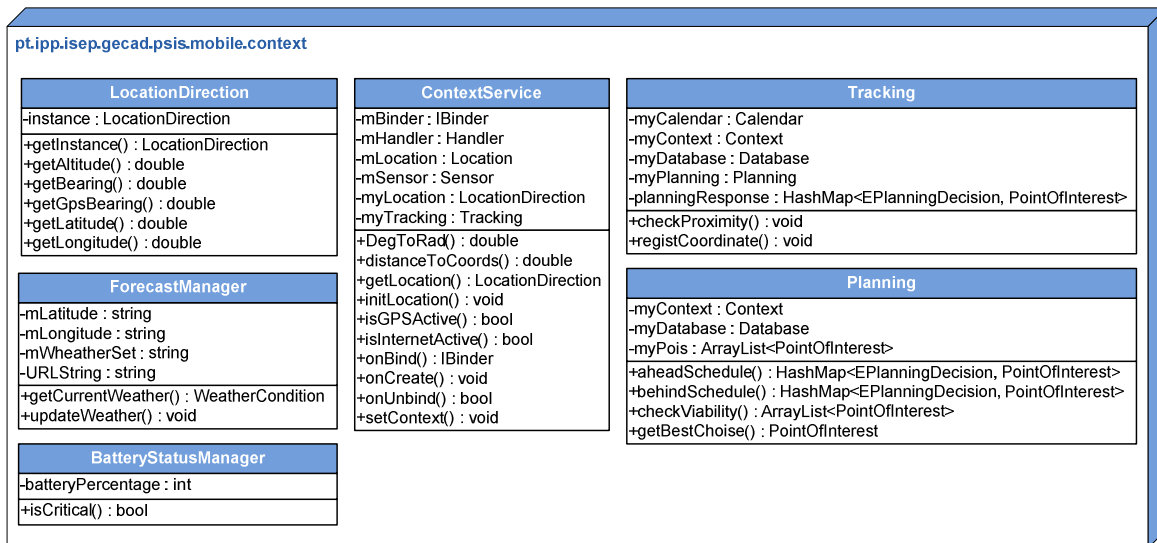 pt.ipp.isep.gecad.psis.mobile.context
LocationDirection
-instance : LocationDirection
+getInstance() : LocationDirection
+getAltitude() : double
+getBearing() : double
+getGpsBearing() : double
+getLatitude() : double
+getLongitude() : double
ForecastManager
-mLatitude : string
-mLongitude : string
-mWheatherSet : string
-URLString : string
+getCurrentWeather() : WeatherCondition
+updateWeather() : void
BatteryStatusManager
-batteryPercentage : int
+isCritical() : bool
ContextService
-mBinder : IBinder
-mHandler : Handler
-mLocation : Location
-mSensor : Sensor
-myLocation : LocationDirection
-myTracking : Tracking
+DegToRad() : double
+distanceToCoords() : double
+getLocation() : LocationDirection
+initLocation() : void
+isGPSActive() : bool
+isInternetActive() : bool
+onBind() : IBinder
+onCreate() : void
+onUnbind() : bool
+setContext() : void
Tracking
-myCalendar : Calendar
-myContext : Context
-myDatabase : Database
-myPlanning : Planning
-planningResponse : HashMap<EPlanningDecision, PointOfInterest>
+checkProximity() : void
+registCoordinate() : void
Planning
-myContext : Context
-myDatabase : Database
-myPois : ArrayList<PointOfInterest>
+aheadSchedule() : HashMap<EPlanningDecision, PointOfInterest>
+behindSchedule() : HashMap<EPlanningDecision, PointOfInterest>
+checkViability() : ArrayList<PointOfInterest>
+getBestChoise() : PointOfInterest